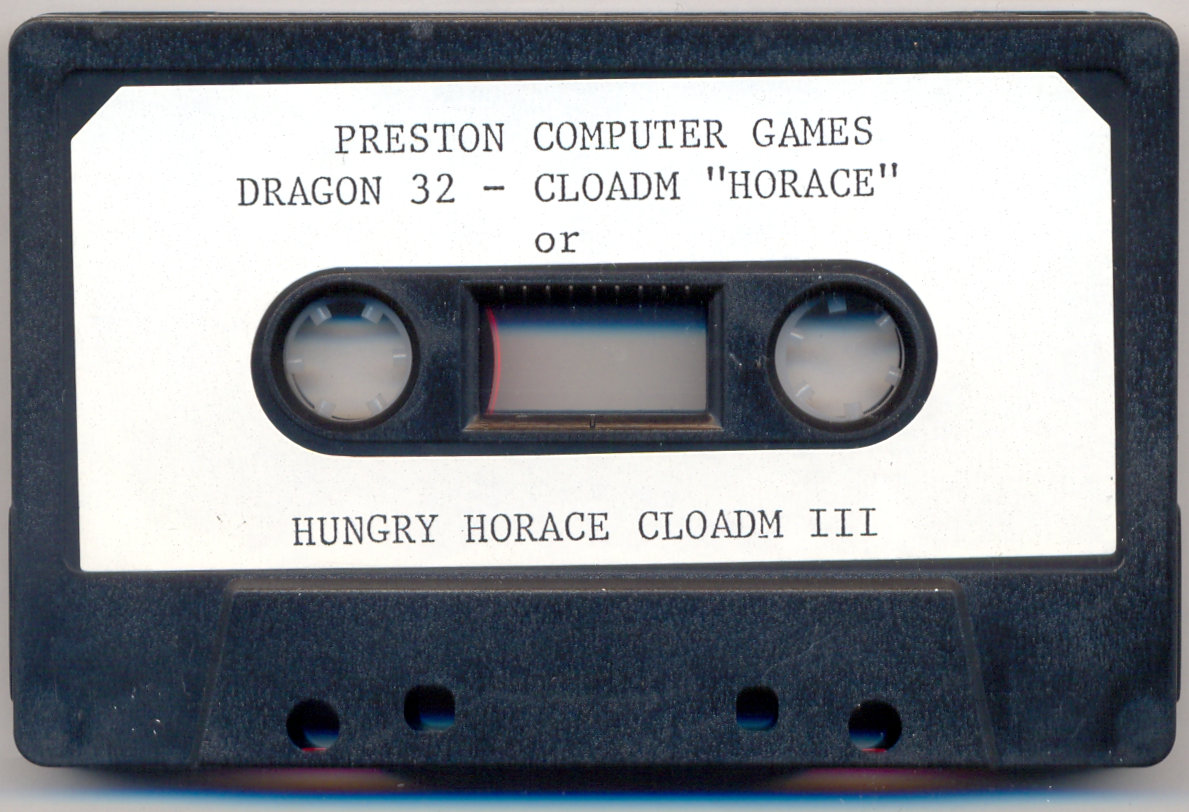 PRESTON COMPUTER GAMES
DRAGON 32 - CLOADM "HORACE"
or
HUNGRY HORACE CLOADM III